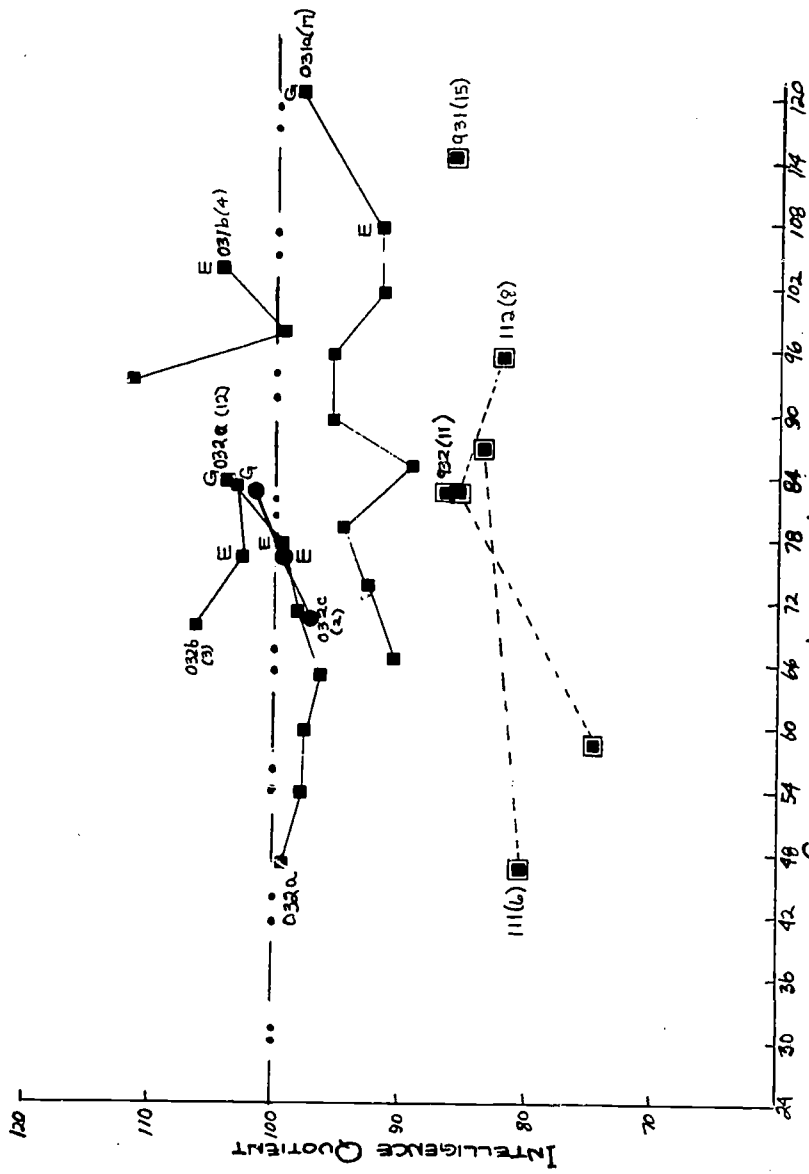 INTELLIGENCE QUOTIENT
120
110
100
90
80
70
24 30 36 42 48 54 60 66 72 78 84 90 96 102 108 114 120
032a
032b
(3)
E
G 032a (12)
G
E
E
032c
(2)
E 031b(4)
G 031a(17)
E
931(15)
932(11)
112(8)
111(6)